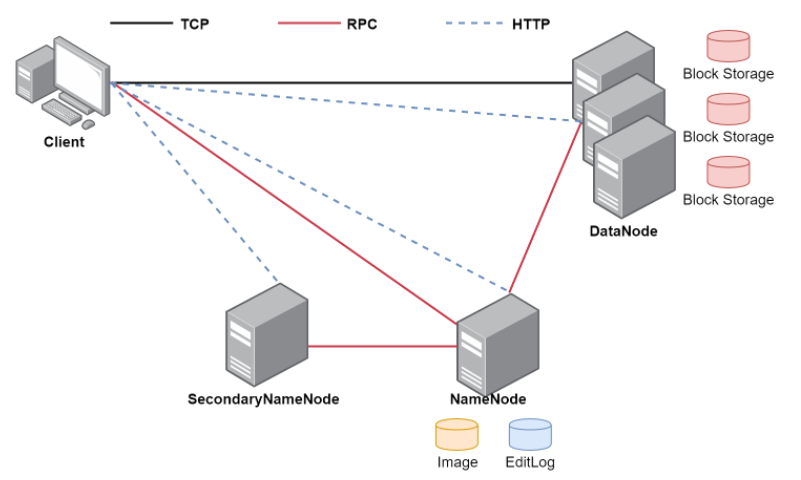 TCP
RPC
HTTP
Block Storage
Client
Block Storage
Block Storage
DataNode
SecondaryNameNode
NameNode
Image
EditLog